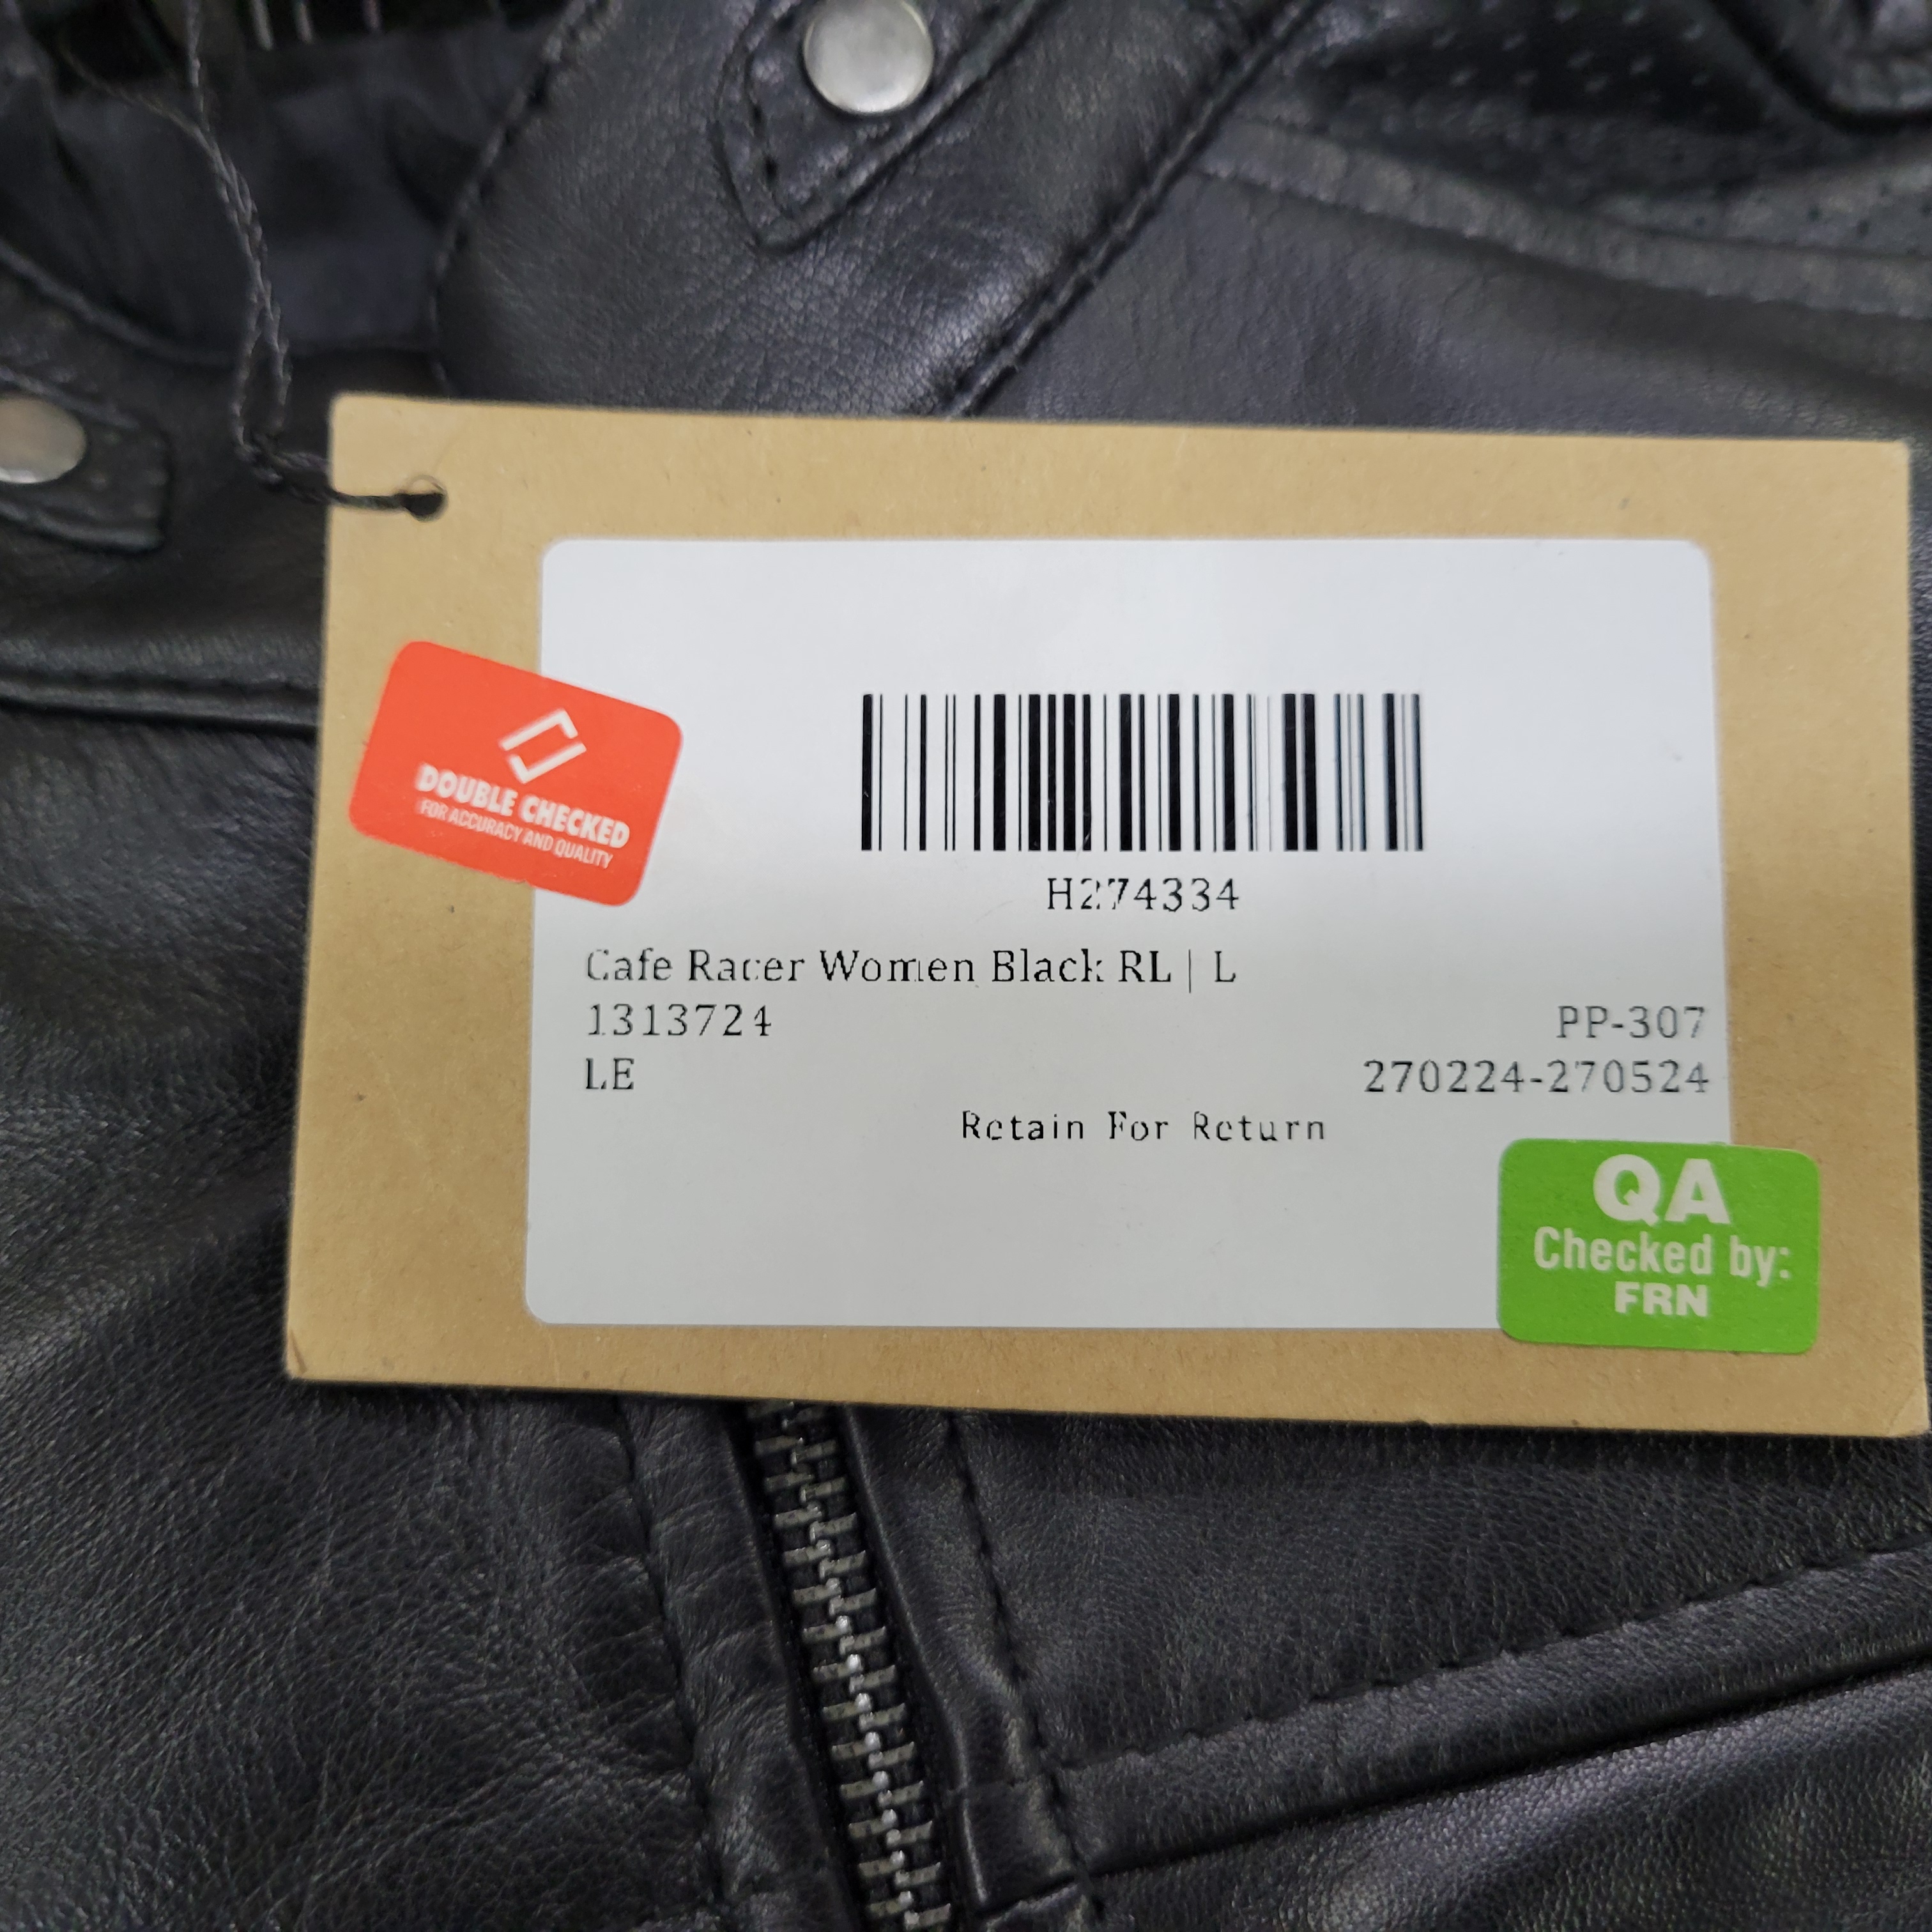 DOUBLE CHECKED
FOR ACCURACY AND QUALITY
H274334
Cafe Racer Women Black RL | L
1313724
PP-307
LE
270224-270524
Retain For Return
QA
Checked by:
FRN